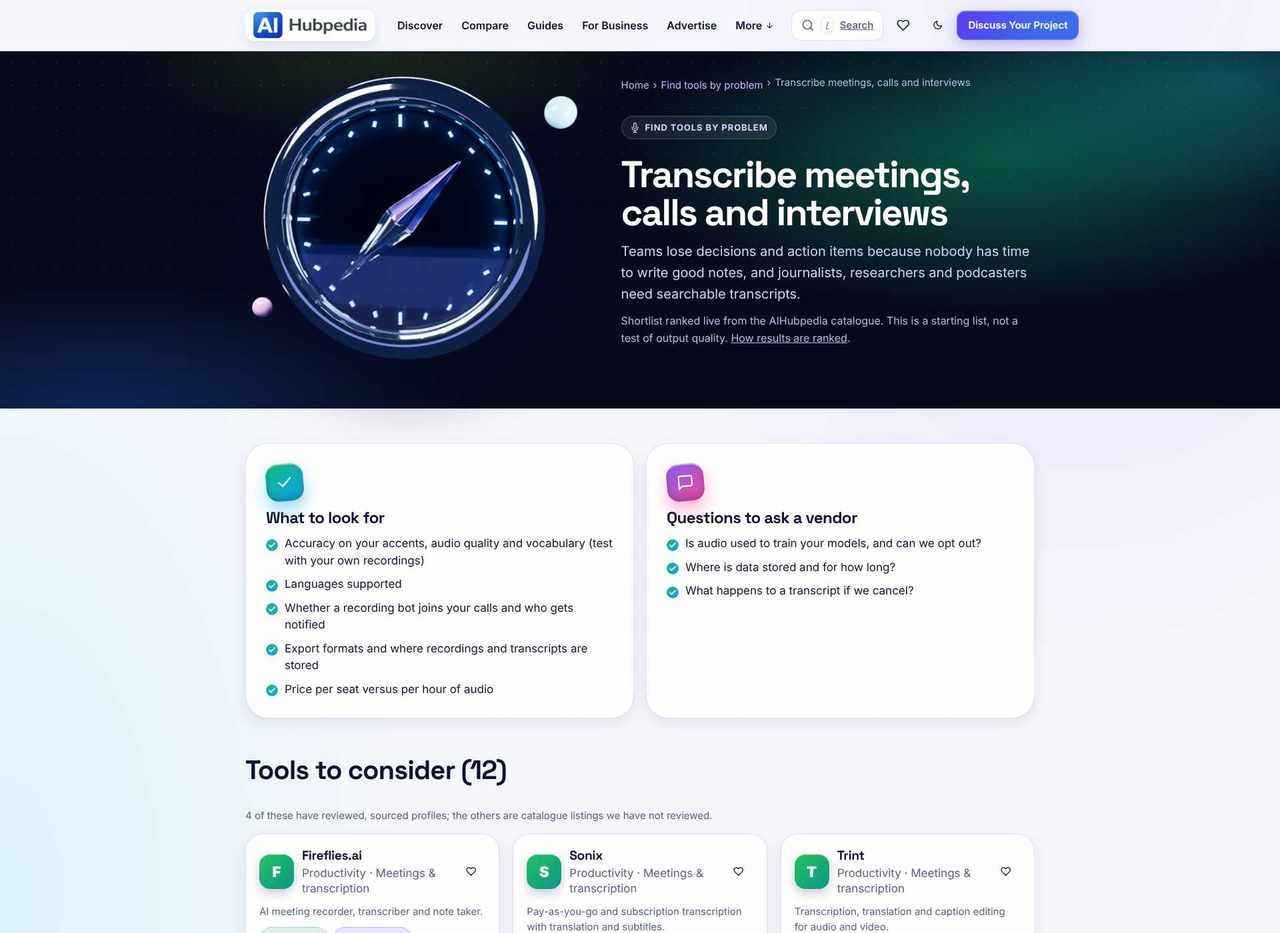 AI Hubpedia
Discover
Compare
Guides
For Business
Advertise
More ↓
/ Search
Discuss Your Project
Home › Find tools by problem › Transcribe meetings, calls and interviews
FIND TOOLS BY PROBLEM
Transcribe meetings,
calls and interviews
Teams lose decisions and action items because nobody has time
to write good notes, and journalists, researchers and podcasters
need searchable transcripts.
Shortlist ranked live from the AIHubpedia catalogue. This is a starting list, not a
test of output quality. How results are ranked.
What to look for
Accuracy on your accents, audio quality and vocabulary (test
with your own recordings)
Languages supported
Whether a recording bot joins your calls and who gets
notified
Export formats and where recordings and transcripts are
stored
Price per seat versus per hour of audio
Questions to ask a vendor
Is audio used to train your models, and can we opt out?
Where is data stored and for how long?
What happens to a transcript if we cancel?
Tools to consider (12)
4 of these have reviewed, sourced profiles; the others are catalogue listings we have not reviewed.
F
Fireflies.ai
Productivity · Meetings &
transcription
AI meeting recorder, transcriber and note taker.
S
Sonix
Productivity · Meetings &
transcription
Pay-as-you-go and subscription transcription
with translation and subtitles.
T
Trint
Productivity · Meetings &
transcription
Transcription, translation and caption editing
for audio and video.